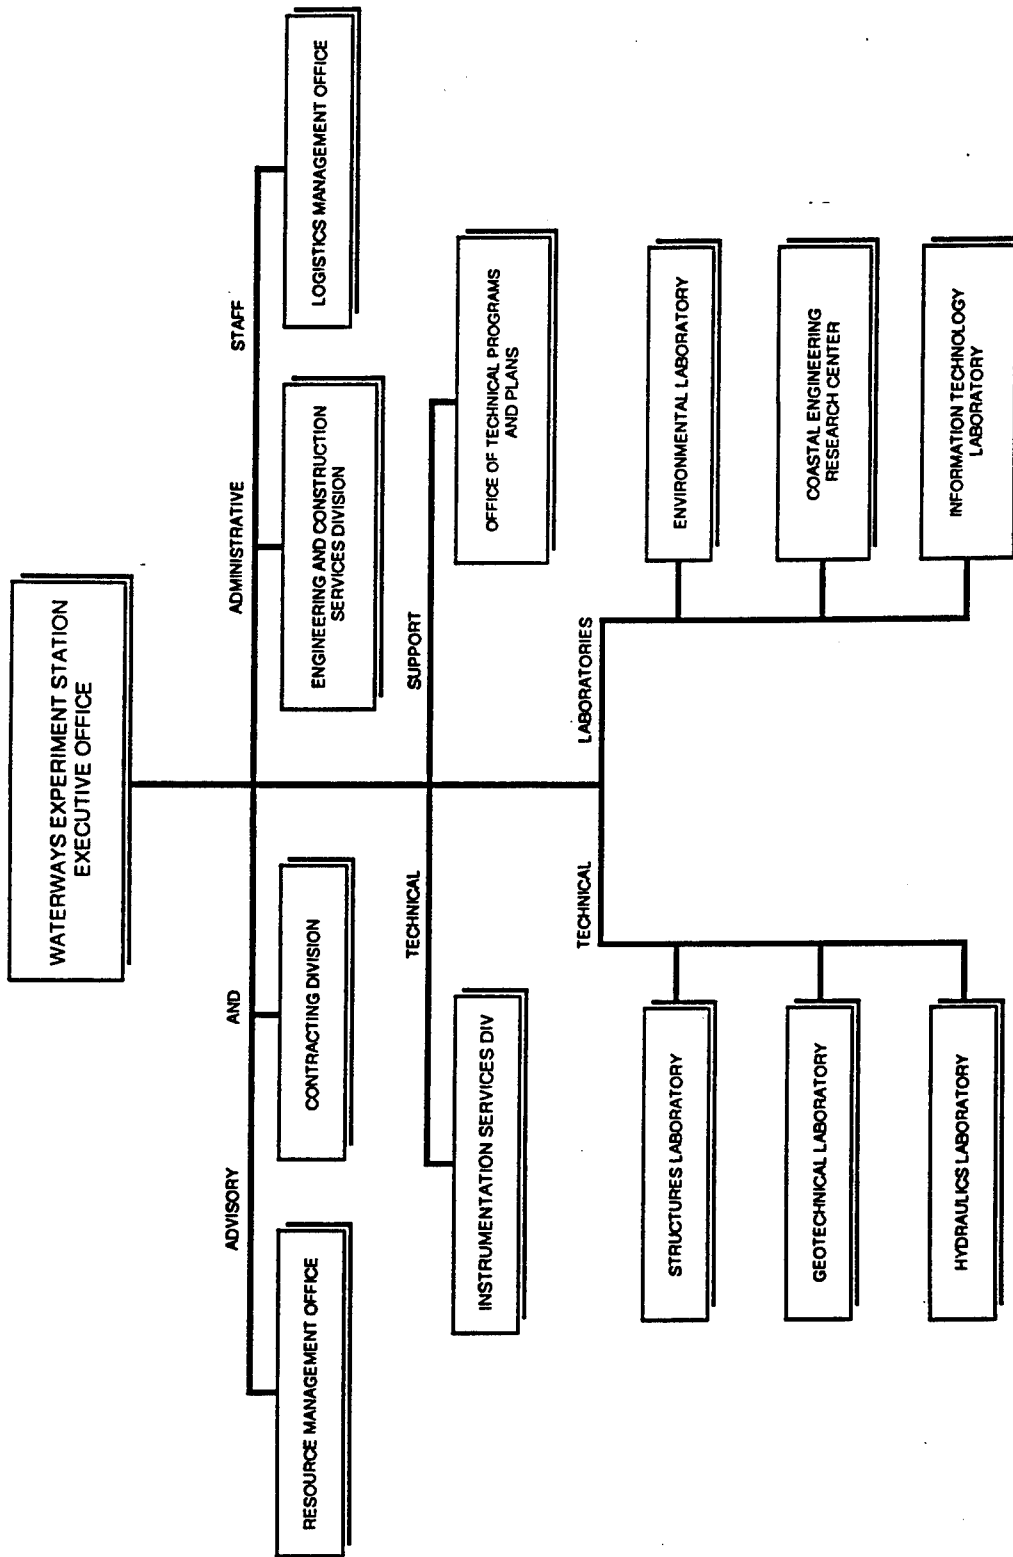 WATERWAYS EXPERIMENT STATION
EXECUTIVE OFFICE
ADVISORY AND ADMINISTRATIVE STAFF
RESOURCE MANAGEMENT OFFICE
CONTRACTING DIVISION
ENGINEERING AND CONSTRUCTION
SERVICES DIVISION
LOGISTICS MANAGEMENT OFFICE
TECHNICAL SUPPORT
INSTRUMENTATION SERVICES DIV
OFFICE OF TECHNICAL PROGRAMS
AND PLANS
TECHNICAL LABORATORIES
STRUCTURES LABORATORY
ENVIRONMENTAL LABORATORY
GEOTECHNICAL LABORATORY
COASTAL ENGINEERING
RESEARCH CENTER
HYDRAULICS LABORATORY
INFORMATION TECHNOLOGY
LABORATORY